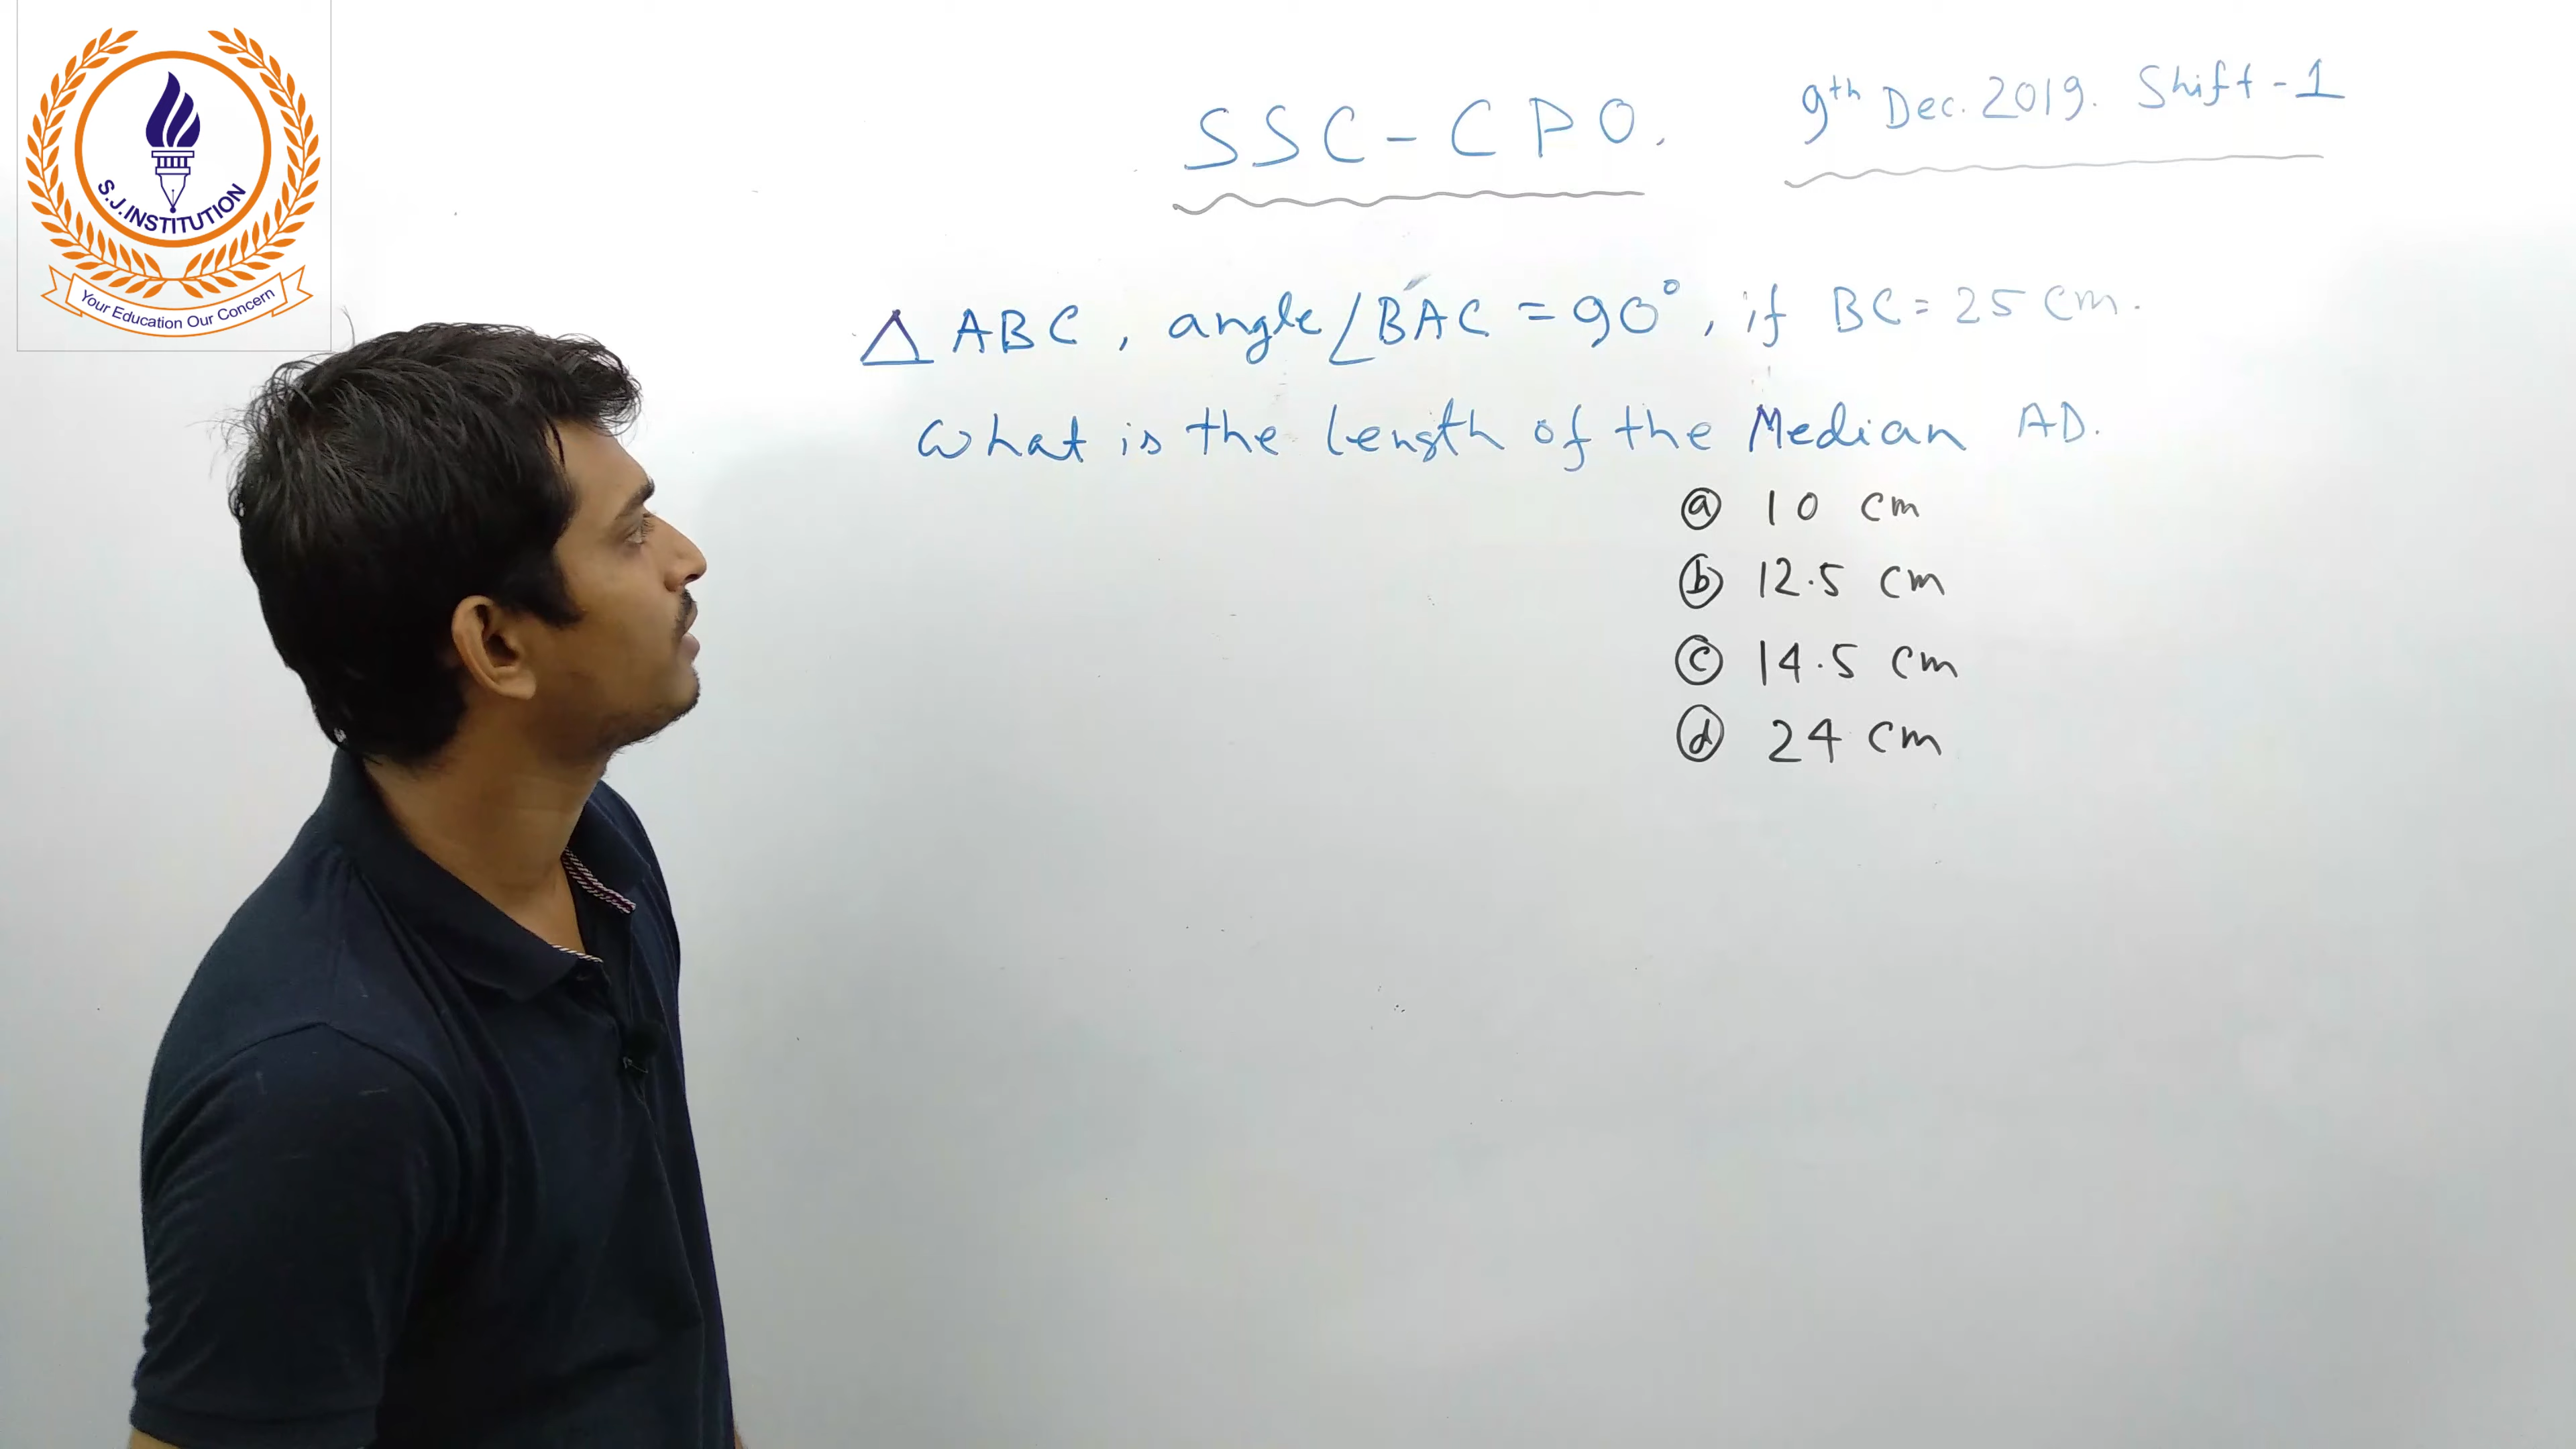 S.J.INSTITUTION
Your Education Our Concern
SSC-CPO.
9th Dec. 2019. Shift-1
△ ABC, angle ∠BAC = 90°, if BC = 25 cm.
What is the length of the Median AD.
ⓐ 10 cm
ⓑ 12.5 cm
ⓒ 14.5 cm
ⓓ 24 cm